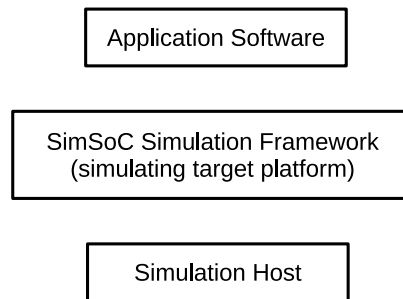 Application Software
SimSoC Simulation Framework
(simulating target platform)
Simulation Host